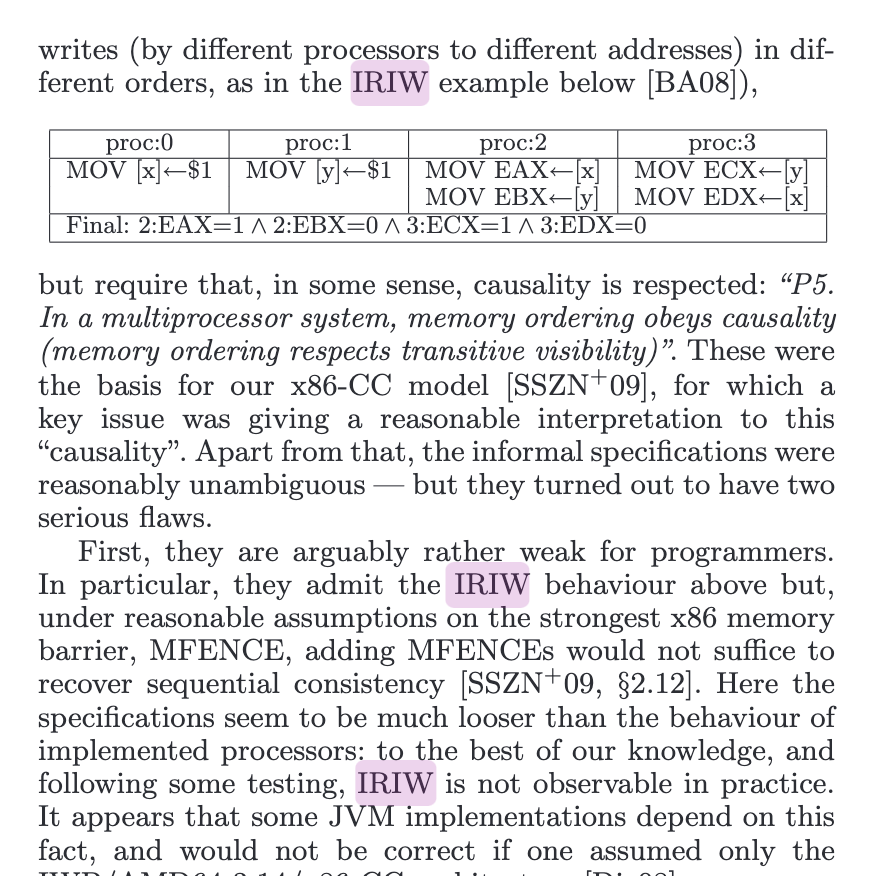 writes (by different processors to different addresses) in dif-
ferent orders, as in the IRIW example below [BA08]),
proc:0 proc:1 proc:2 proc:3
MOV [x]←$1 MOV [y]←$1 MOV EAX←[x] MOV ECX←[y]
MOV EBX←[y] MOV EDX←[x]
Final: 2:EAX=1 ∧ 2:EBX=0 ∧ 3:ECX=1 ∧ 3:EDX=0
but require that, in some sense, causality is respected: “P5.
In a multiprocessor system, memory ordering obeys causality
(memory ordering respects transitive visibility)”. These were
the basis for our x86-CC model [SSZN+09], for which a
key issue was giving a reasonable interpretation to this
“causality”. Apart from that, the informal specifications were
reasonably unambiguous — but they turned out to have two
serious flaws.
First, they are arguably rather weak for programmers.
In particular, they admit the IRIW behaviour above but,
under reasonable assumptions on the strongest x86 memory
barrier, MFENCE, adding MFENCEs would not suffice to
recover sequential consistency [SSZN+09, §2.12]. Here the
specifications seem to be much looser than the behaviour of
implemented processors: to the best of our knowledge, and
following some testing, IRIW is not observable in practice.
It appears that some JVM implementations depend on this
fact, and would not be correct if one assumed only the